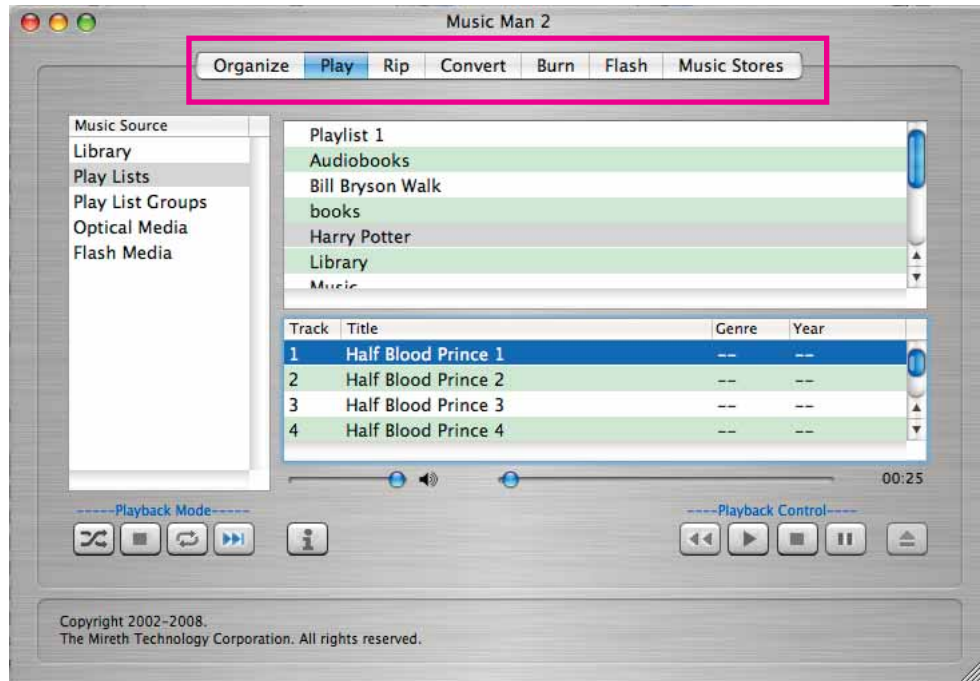 Music Man 2
Organize Play Rip Convert Burn Flash Music Stores
Music Source
Library
Play Lists
Play List Groups
Optical Media
Flash Media
Playlist 1
Audiobooks
Bill Bryson Walk
books
Harry Potter
Library
Music
Track Title Genre Year
1 Half Blood Prince 1 -- --
2 Half Blood Prince 2 -- --
3 Half Blood Prince 3 -- --
4 Half Blood Prince 4 -- --
00:25
-----Playback Mode-----
----Playback Control----
Copyright 2002-2008.
The Mireth Technology Corporation. All rights reserved.